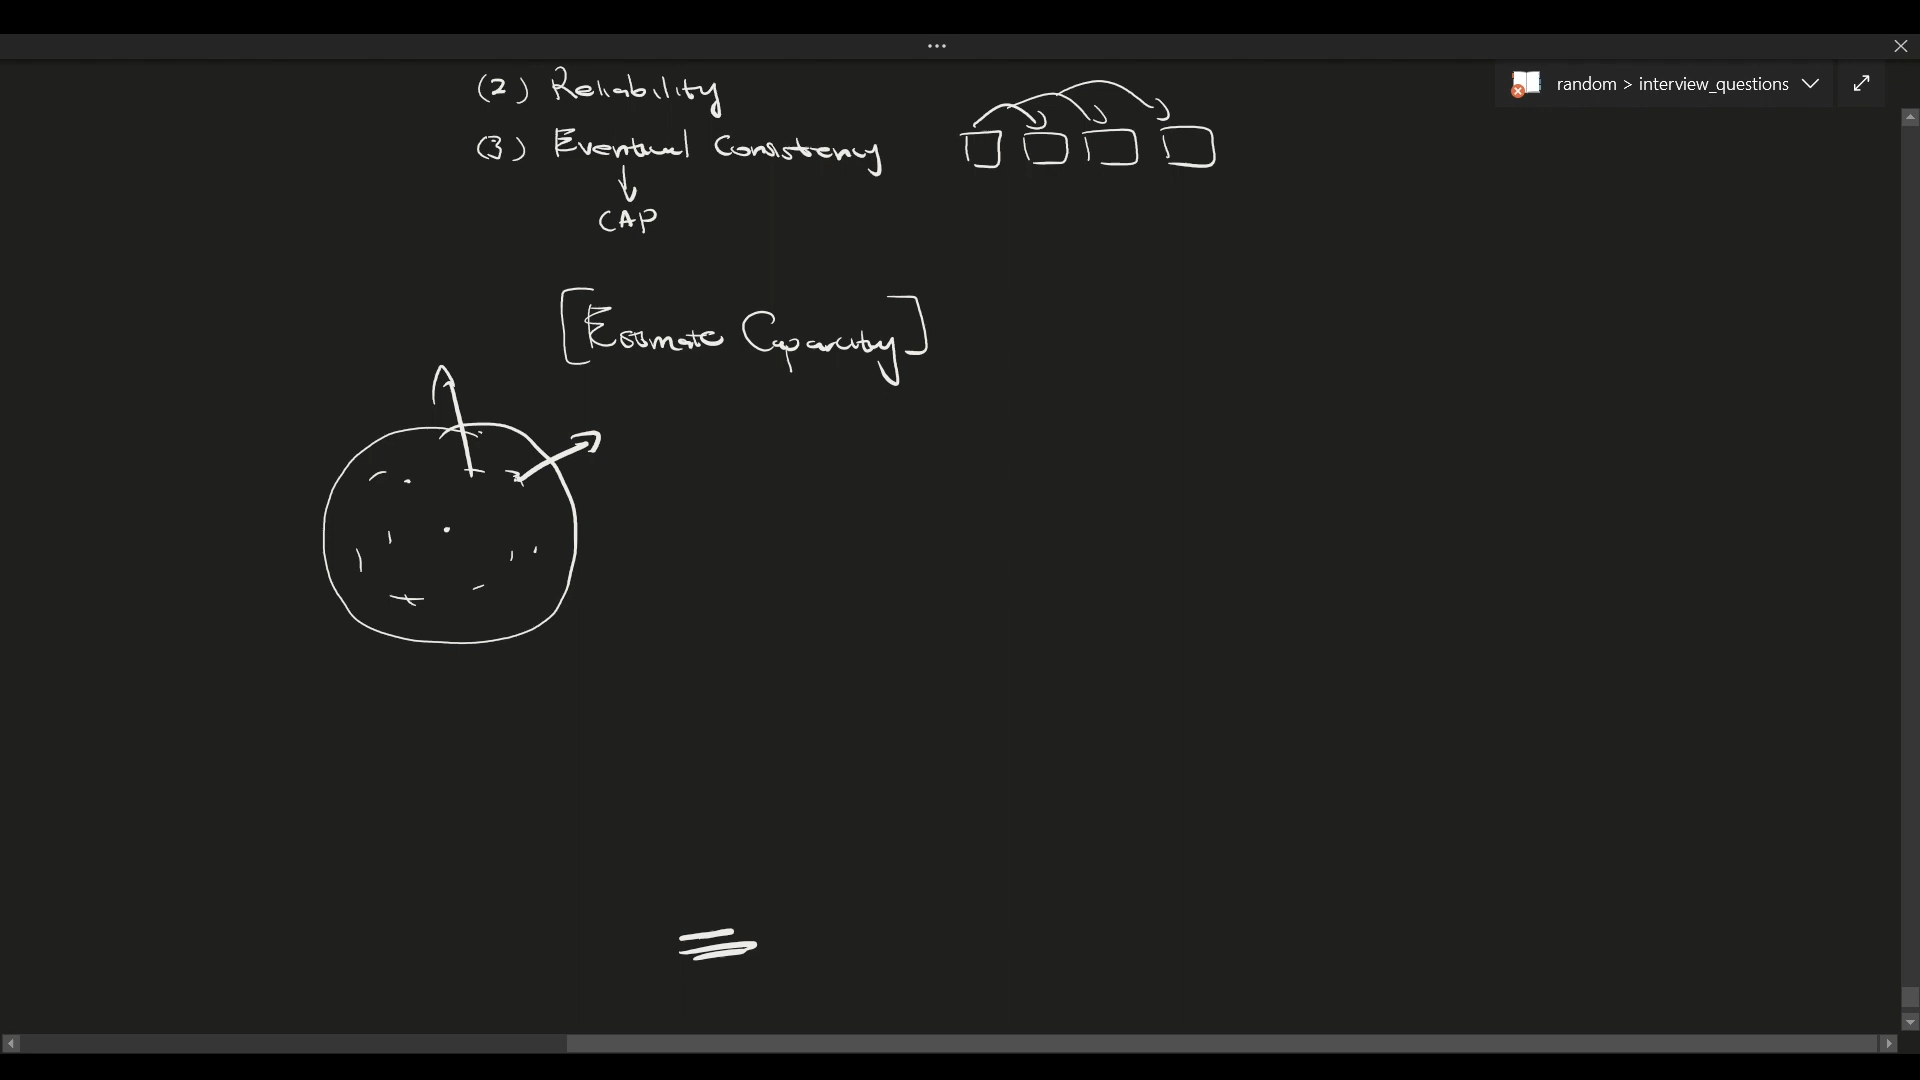 (2) Reliability
random > interview_questions
(3) Eventual Consistency
CAP
[Estimate Capacity]